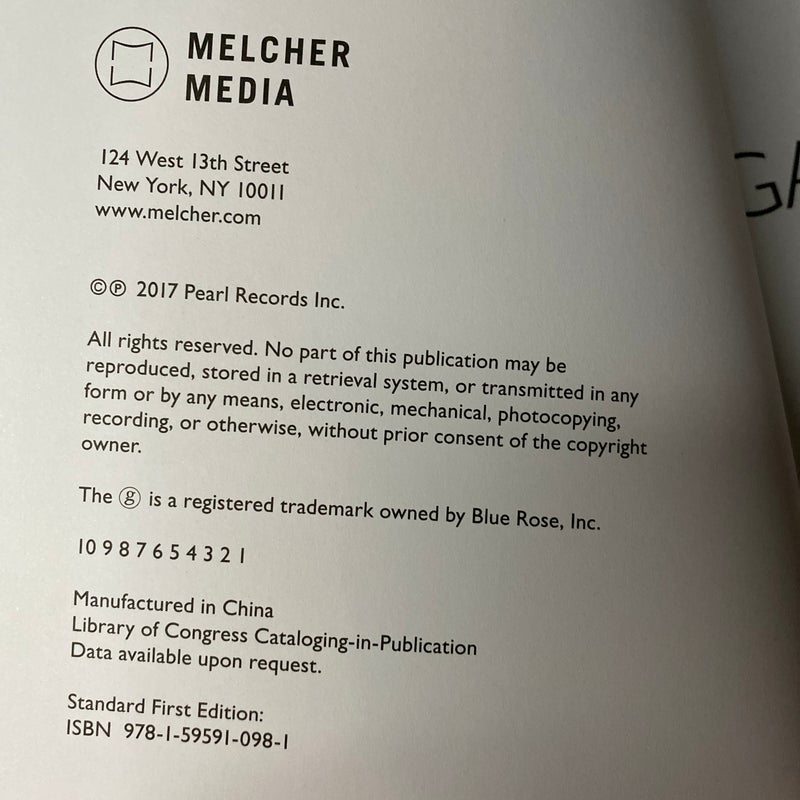 MELCHER
MEDIA
124 West 13th Street
New York, NY 10011
www.melcher.com
©℗ 2017 Pearl Records Inc.
All rights reserved. No part of this publication may be
reproduced, stored in a retrieval system, or transmitted in any
form or by any means, electronic, mechanical, photocopying,
recording, or otherwise, without prior consent of the copyright
owner.
The ⓖ is a registered trademark owned by Blue Rose, Inc.
10 9 8 7 6 5 4 3 2 1
Manufactured in China
Library of Congress Cataloging-in-Publication
Data available upon request.
Standard First Edition:
ISBN 978-1-59591-098-1